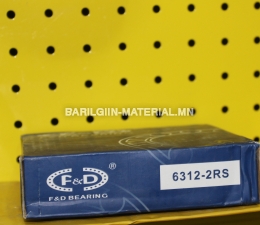 BARILGIIN-MATERIAL.MN
F&D ®
F&D BEARING
6312-2RS